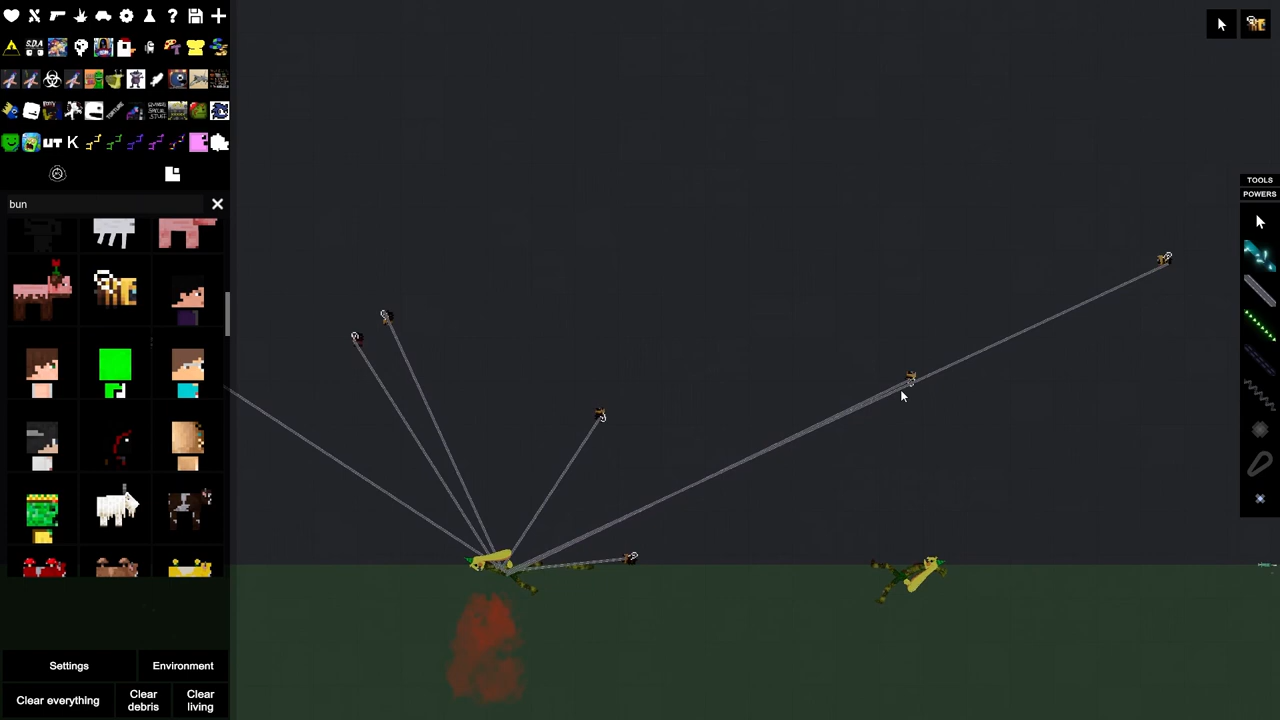 S.D.A
UT K
bun
TOOLS
POWERS
Settings
Environment
Clear everything
Clear debris
Clear living